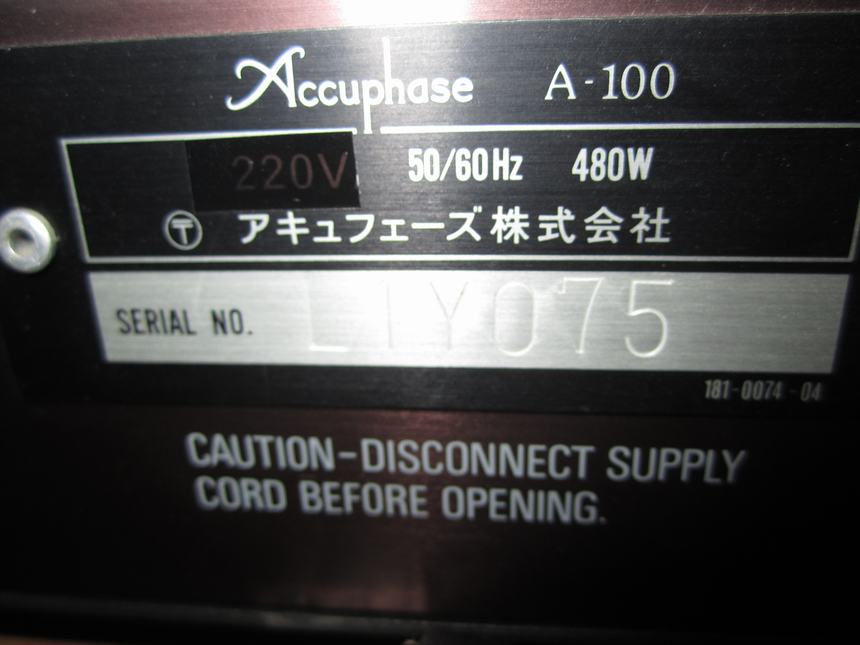 Accuphase A-100
220V 50/60Hz 480W
〒 アキュフェーズ株式会社
SERIAL NO. L1Y075
181-0074-04
CAUTION-DISCONNECT SUPPLY
CORD BEFORE OPENING.